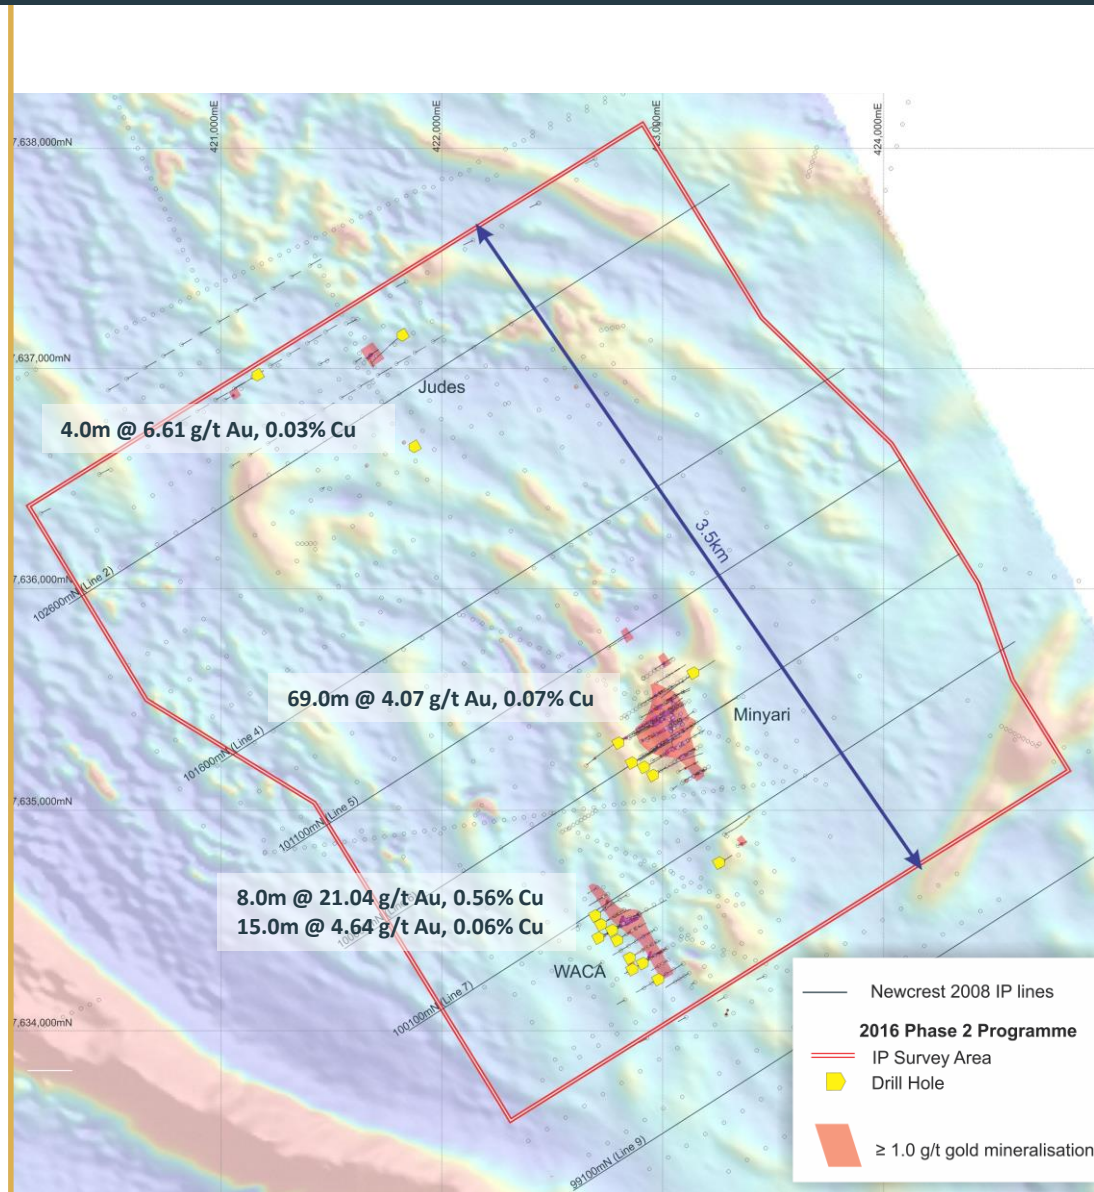 421,000mE
422,000mE
23,000mE
424,000mE
7,638,000mN
7,637,000mN
Judes
4.0m @ 6.61 g/t Au, 0.03% Cu
3.5km
7,636,000mN
102600mN (Line 2)
69.0m @ 4.07 g/t Au, 0.07% Cu
Minyari
101600mN (Line 4)
7,635,000mN
101100mN (Line 5)
8.0m @ 21.04 g/t Au, 0.56% Cu
15.0m @ 4.64 g/t Au, 0.06% Cu
WACA
100100mN (Line 7)
7,634,000mN
99100mN (Line 9)
Newcrest 2008 IP lines
2016 Phase 2 Programme
IP Survey Area
Drill Hole
≥ 1.0 g/t gold mineralisation